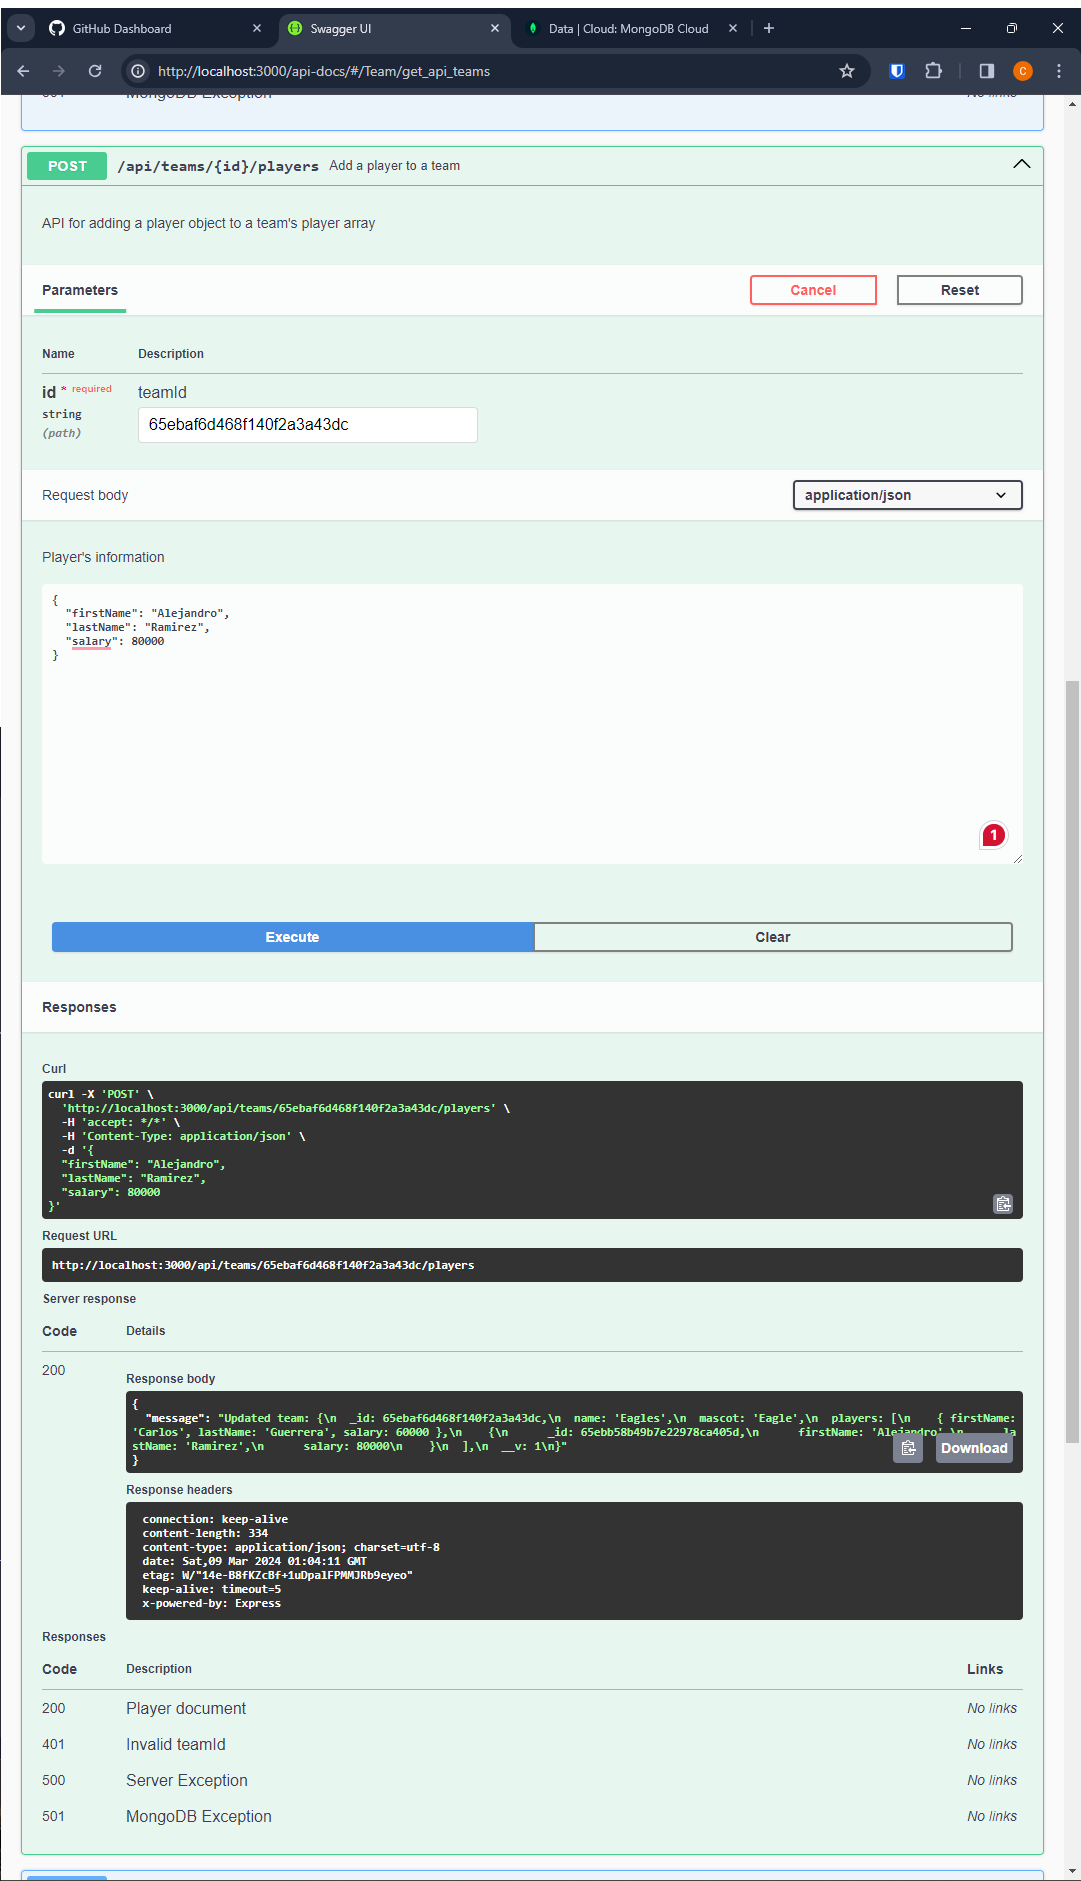 GitHub Dashboard
Swagger UI
Data | Cloud: MongoDB Cloud
http://localhost:3000/api-docs/#/Team/get_api_teams
C
501 MongoDB Exception No links
POST /api/teams/{id}/players Add a player to a team
API for adding a player object to a team's player array
Parameters
Cancel
Reset
Name Description
id * required
string
(path)
teamId
65ebaf6d468f140f2a3a43dc
Request body
application/json
Player's information
{
"firstName": "Alejandro",
"lastName": "Ramirez",
"salary": 80000
}
1
Execute
Clear
Responses
Curl
curl -X 'POST' \
'http://localhost:3000/api/teams/65ebaf6d468f140f2a3a43dc/players' \
-H 'accept: */*' \
-H 'Content-Type: application/json' \
-d '{
"firstName": "Alejandro",
"lastName": "Ramirez",
"salary": 80000
}'
Request URL
http://localhost:3000/api/teams/65ebaf6d468f140f2a3a43dc/players
Server response
Code Details
200
Response body
{
"message": "Updated team: {\n _id: 65ebaf6d468f140f2a3a43dc,\n name: 'Eagles',\n mascot: 'Eagle',\n players: [\n { firstName:
'Carlos', lastName: 'Guerrera', salary: 60000 },\n {\n _id: 65ebb58b49b7e22978ca405d,\n firstName: 'Alejandro',\n la
stName: 'Ramirez',\n salary: 80000\n }\n ],\n __v: 1\n}"
}
Download
Response headers
connection: keep-alive
content-length: 334
content-type: application/json; charset=utf-8
date: Sat,09 Mar 2024 01:04:11 GMT
etag: W/"14e-B8fKZcBf+1uDpalFPMMJRb9eyeo"
keep-alive: timeout=5
x-powered-by: Express
Responses
Code Description Links
200 Player document No links
401 Invalid teamId No links
500 Server Exception No links
501 MongoDB Exception No links